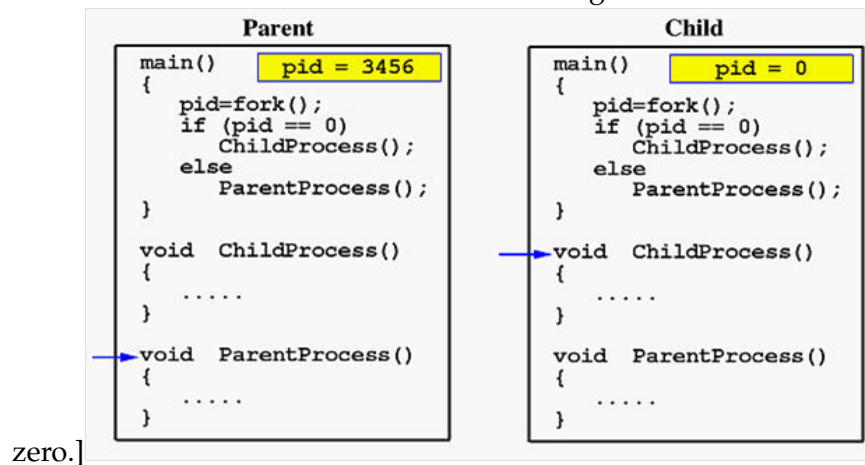 Parent
main()
pid = 3456
{
pid=fork();
if (pid == 0)
ChildProcess();
else
ParentProcess();
}
void ChildProcess()
{
.....
}
void ParentProcess()
{
.....
}
Child
main()
pid = 0
{
pid=fork();
if (pid == 0)
ChildProcess();
else
ParentProcess();
}
void ChildProcess()
{
.....
}
void ParentProcess()
{
.....
}
zero.]